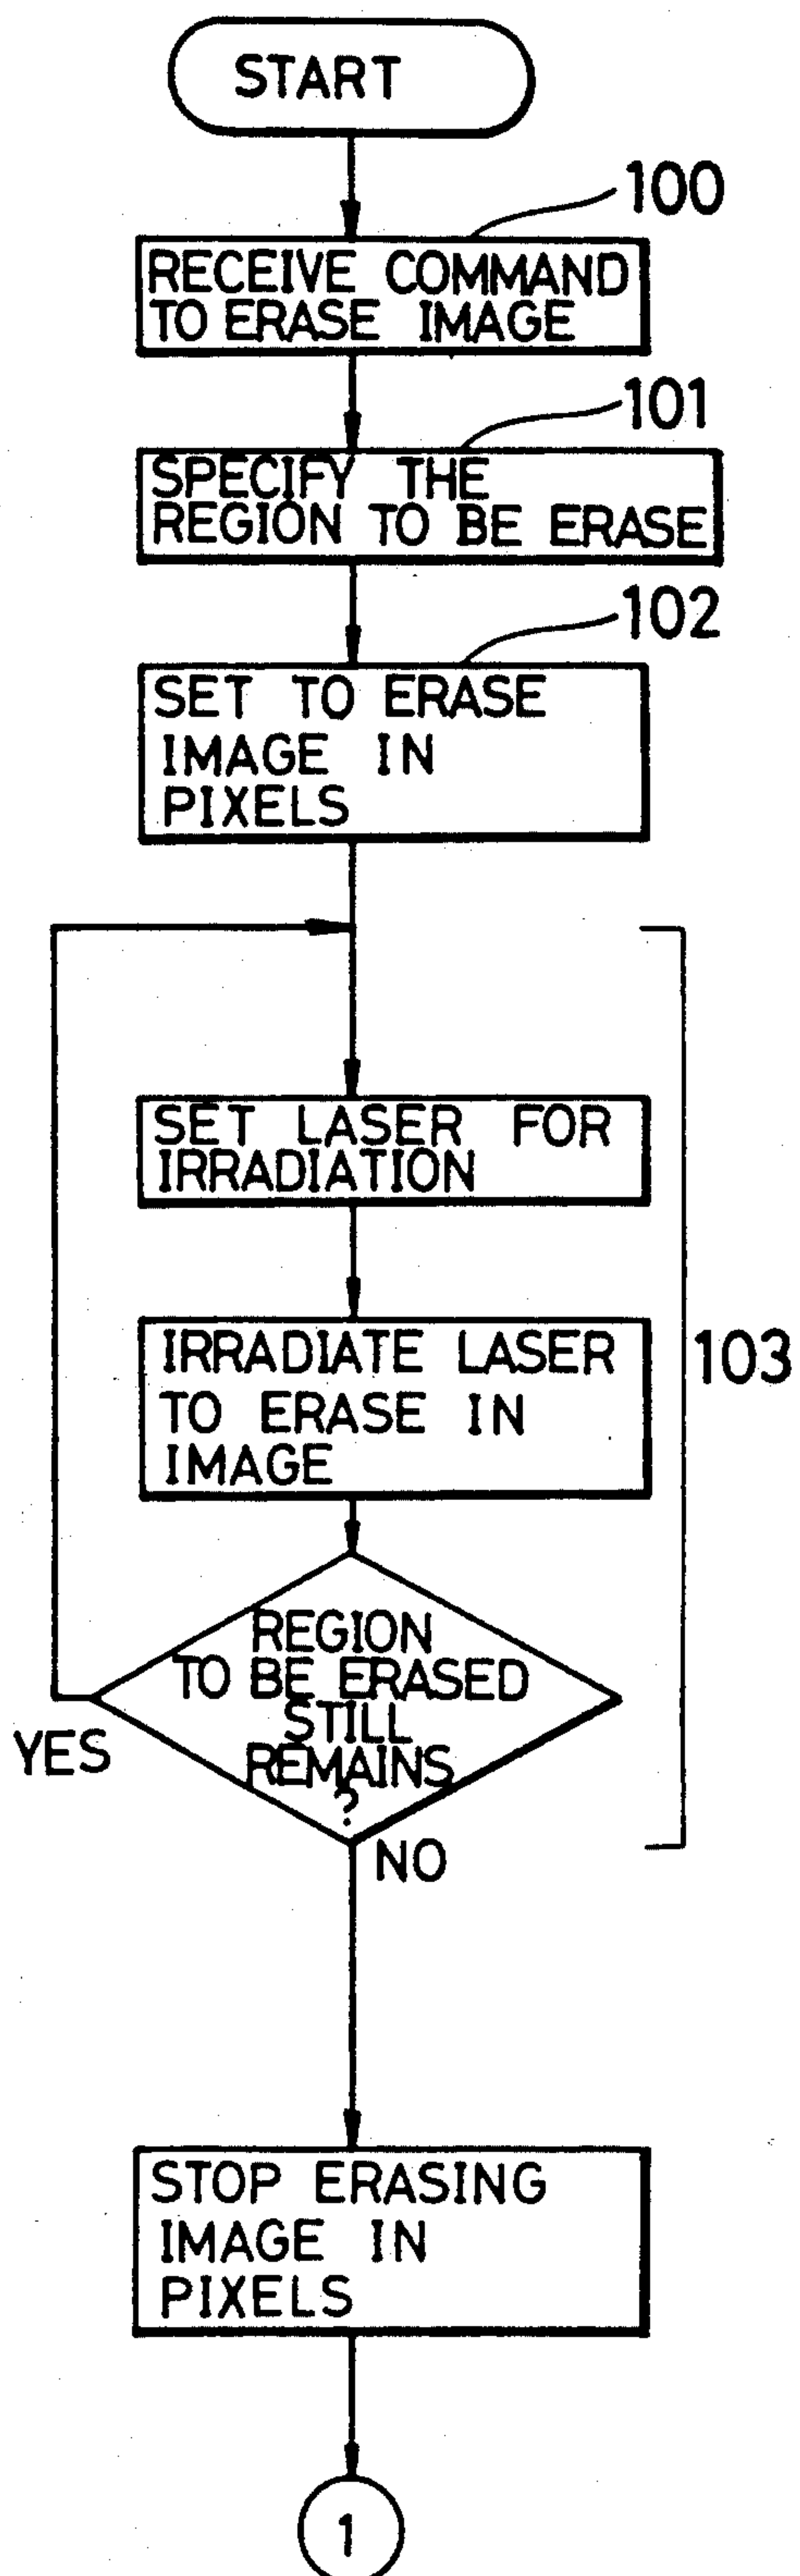 START
100
RECEIVE COMMAND
TO ERASE IMAGE
101
SPECIFY THE
REGION TO BE ERASE
102
SET TO ERASE
IMAGE IN
PIXELS
SET LASER FOR
IRRADIATION
IRRADIATE LASER
TO ERASE IN
IMAGE
103
REGION
TO BE ERASED
STILL
REMAINS
?
YES
NO
STOP ERASING
IMAGE IN
PIXELS
1